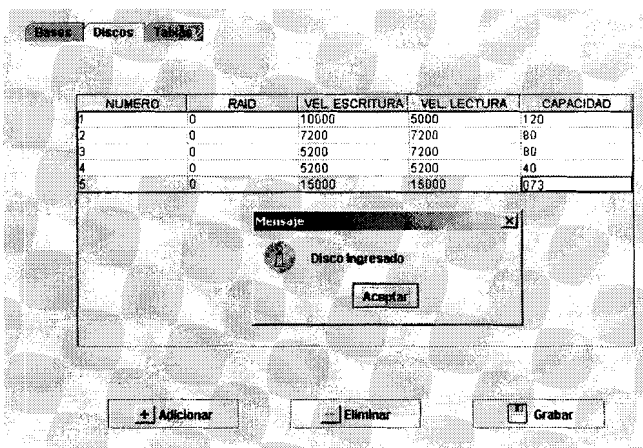 Bases Discos Tablas
NUMERO RAID VEL. ESCRITURA VEL. LECTURA CAPACIDAD
1 0 10000 5000 120
2 0 7200 7200 80
3 0 5200 7200 80
4 0 5200 5200 40
5 0 15000 15000 073
Mensaje
Disco Ingresado
Aceptar
Adicionar Eliminar Grabar